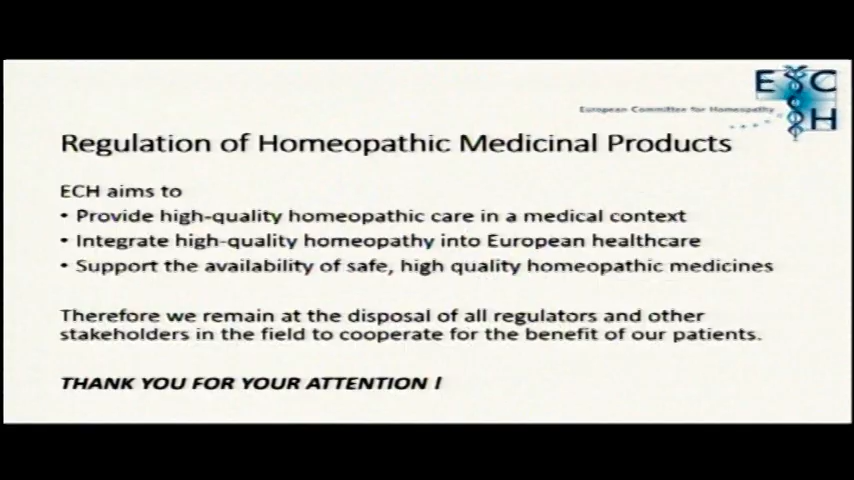 E C
H
European Committee for Homeopathy
Regulation of Homeopathic Medicinal Products
ECH aims to
• Provide high-quality homeopathic care in a medical context
• Integrate high-quality homeopathy into European healthcare
• Support the availability of safe, high quality homeopathic medicines
Therefore we remain at the disposal of all regulators and other
stakeholders in the field to cooperate for the benefit of our patients.
THANK YOU FOR YOUR ATTENTION !